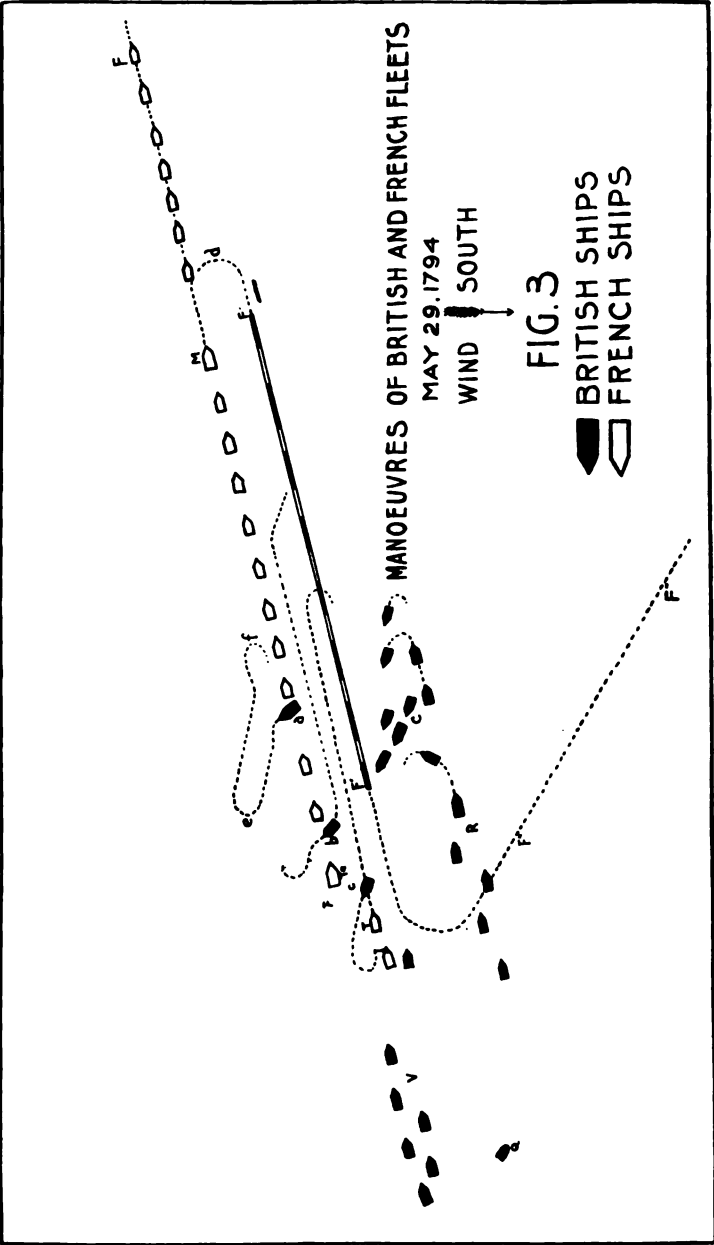 MANOEUVRES OF BRITISH AND FRENCH FLEETS
MAY 29.1794
WIND SOUTH
FIG.3
BRITISH SHIPS
FRENCH SHIPS
F
d
M
F
f
a
e
b
F
c
F
T
C
R
F
F
V
Q